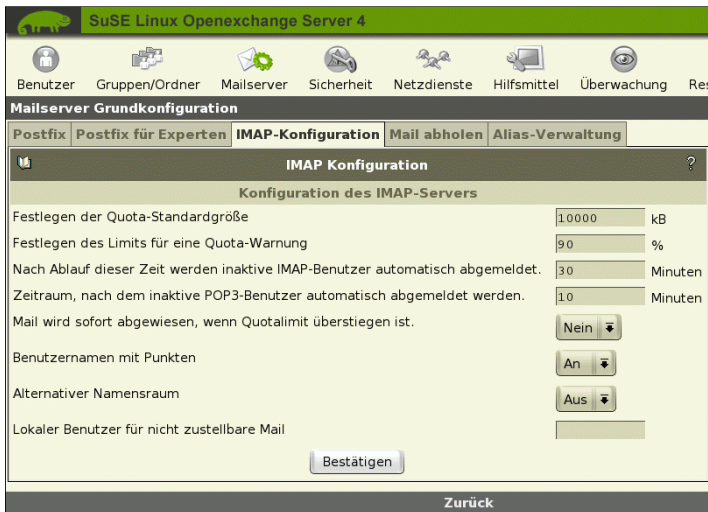 SuSE Linux Openexchange Server 4
Benutzer Gruppen/Ordner Mailserver Sicherheit Netzdienste Hilfsmittel Überwachung Res
Mailserver Grundkonfiguration
Postfix Postfix für Experten IMAP-Konfiguration Mail abholen Alias-Verwaltung
IMAP Konfiguration ?
Konfiguration des IMAP-Servers
Festlegen der Quota-Standardgröße 10000 kB
Festlegen des Limits für eine Quota-Warnung 90 %
Nach Ablauf dieser Zeit werden inaktive IMAP-Benutzer automatisch abgemeldet. 30 Minuten
Zeitraum, nach dem inaktive POP3-Benutzer automatisch abgemeldet werden. 10 Minuten
Mail wird sofort abgewiesen, wenn Quotalimit überstiegen ist. Nein
Benutzernamen mit Punkten An
Alternativer Namensraum Aus
Lokaler Benutzer für nicht zustellbare Mail
Bestätigen
Zurück